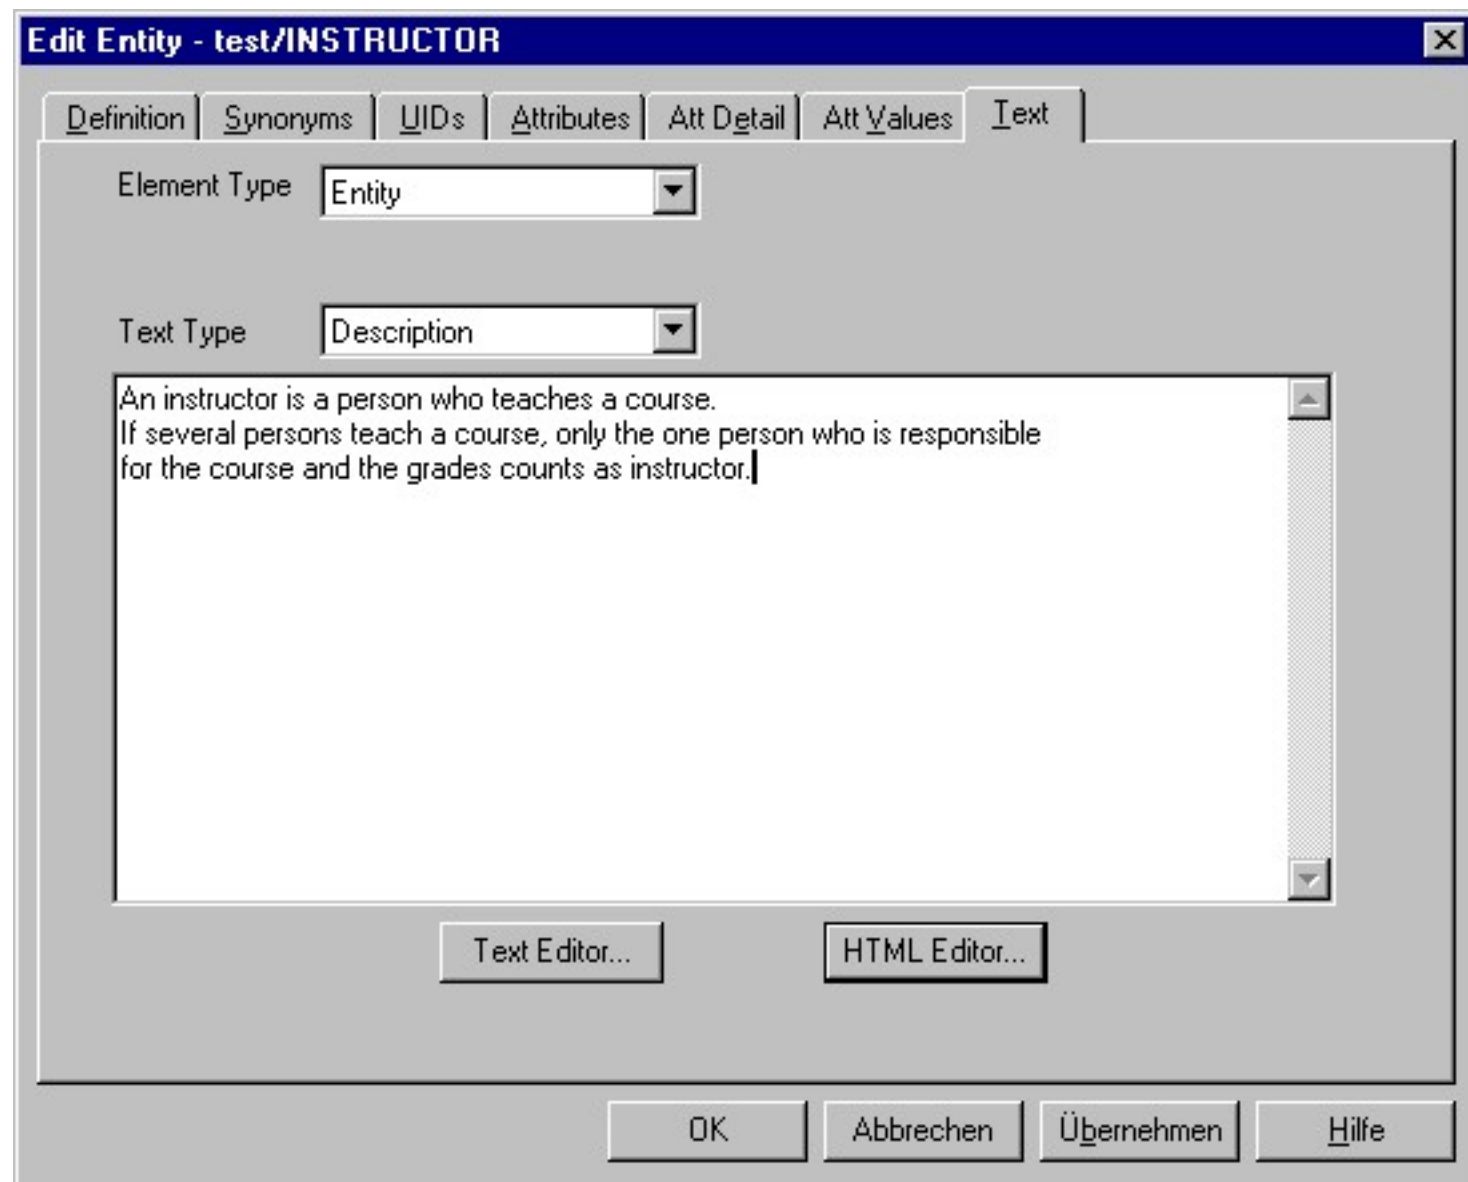 Edit Entity - test/INSTRUCTOR
Definition Synonyms UIDs Attributes Att Detail Att Values Text
Element Type Entity
Text Type Description
An instructor is a person who teaches a course.
If several persons teach a course, only the one person who is responsible
for the course and the grades counts as instructor.
Text Editor... HTML Editor...
OK Abbrechen Übernehmen Hilfe